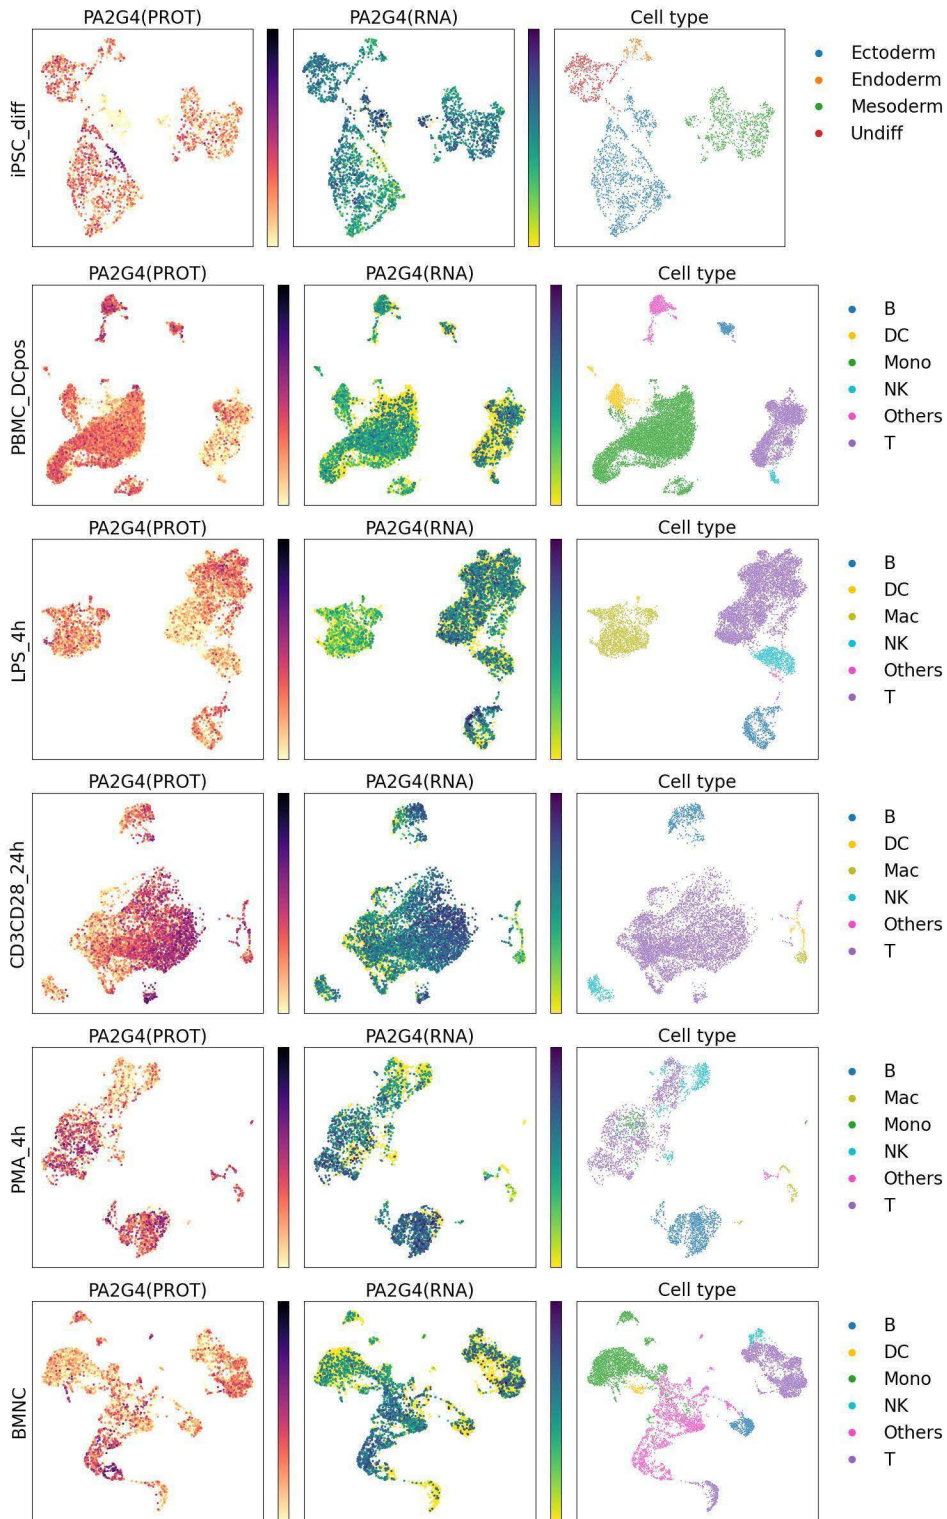 PA2G4(PROT) PA2G4(RNA) Cell type
iPSC_diff
Ectoderm
Endoderm
Mesoderm
Undiff
PA2G4(PROT) PA2G4(RNA) Cell type
PBMC_DCpos
B
DC
Mono
NK
Others
T
PA2G4(PROT) PA2G4(RNA) Cell type
LPS_4h
B
DC
Mac
NK
Others
T
PA2G4(PROT) PA2G4(RNA) Cell type
CD3CD28_24h
B
DC
Mac
NK
Others
T
PA2G4(PROT) PA2G4(RNA) Cell type
PMA_4h
B
Mac
Mono
NK
Others
T
PA2G4(PROT) PA2G4(RNA) Cell type
BMNC
B
DC
Mono
NK
Others
T